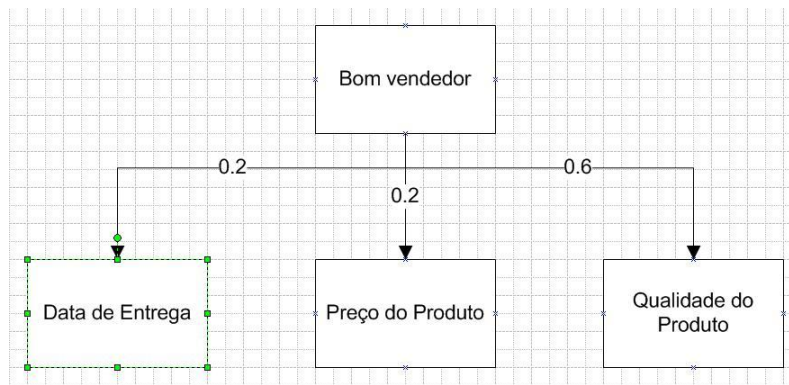 Bom vendedor
0.2
0.6
0.2
Data de Entrega
Preço do Produto
Qualidade do
Produto